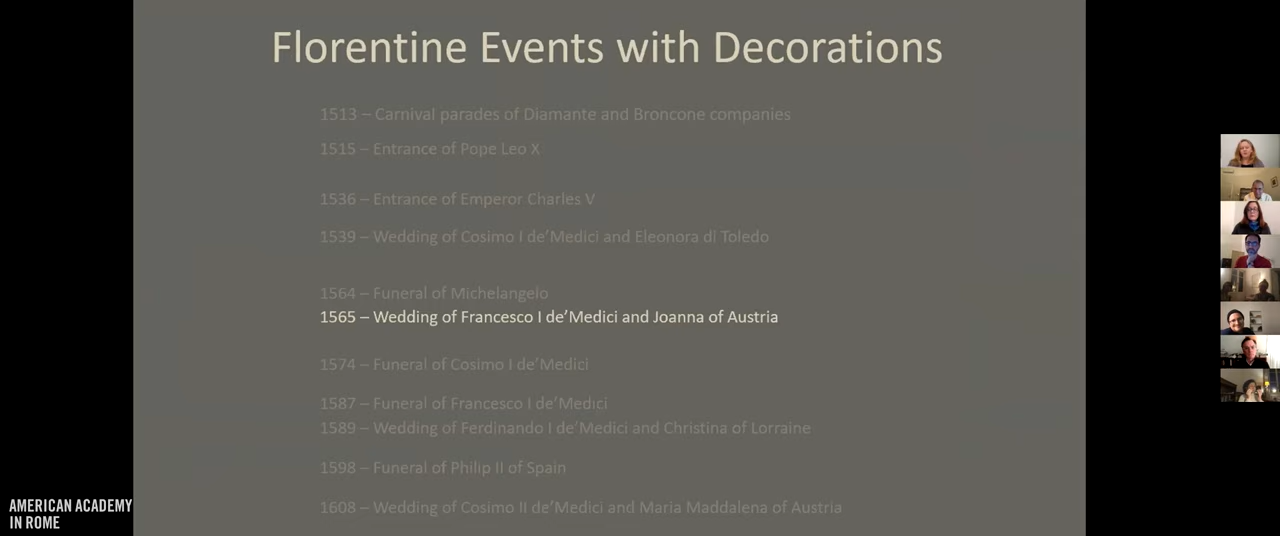 Florentine Events with Decorations
1513 – Carnival parades of Diamante and Broncone companies
1515 – Entrance of Pope Leo X
1536 – Entrance of Emperor Charles V
1539 – Wedding of Cosimo I de’Medici and Eleonora di Toledo
1564 – Funeral of Michelangelo
1565 – Wedding of Francesco I de’Medici and Joanna of Austria
1574 – Funeral of Cosimo I de’Medici
1587 – Funeral of Francesco I de’Medici
1589 – Wedding of Ferdinando I de’Medici and Christina of Lorraine
1598 – Funeral of Philip II of Spain
1608 – Wedding of Cosimo II de’Medici and Maria Maddalena of Austria
AMERICAN ACADEMY
IN ROME